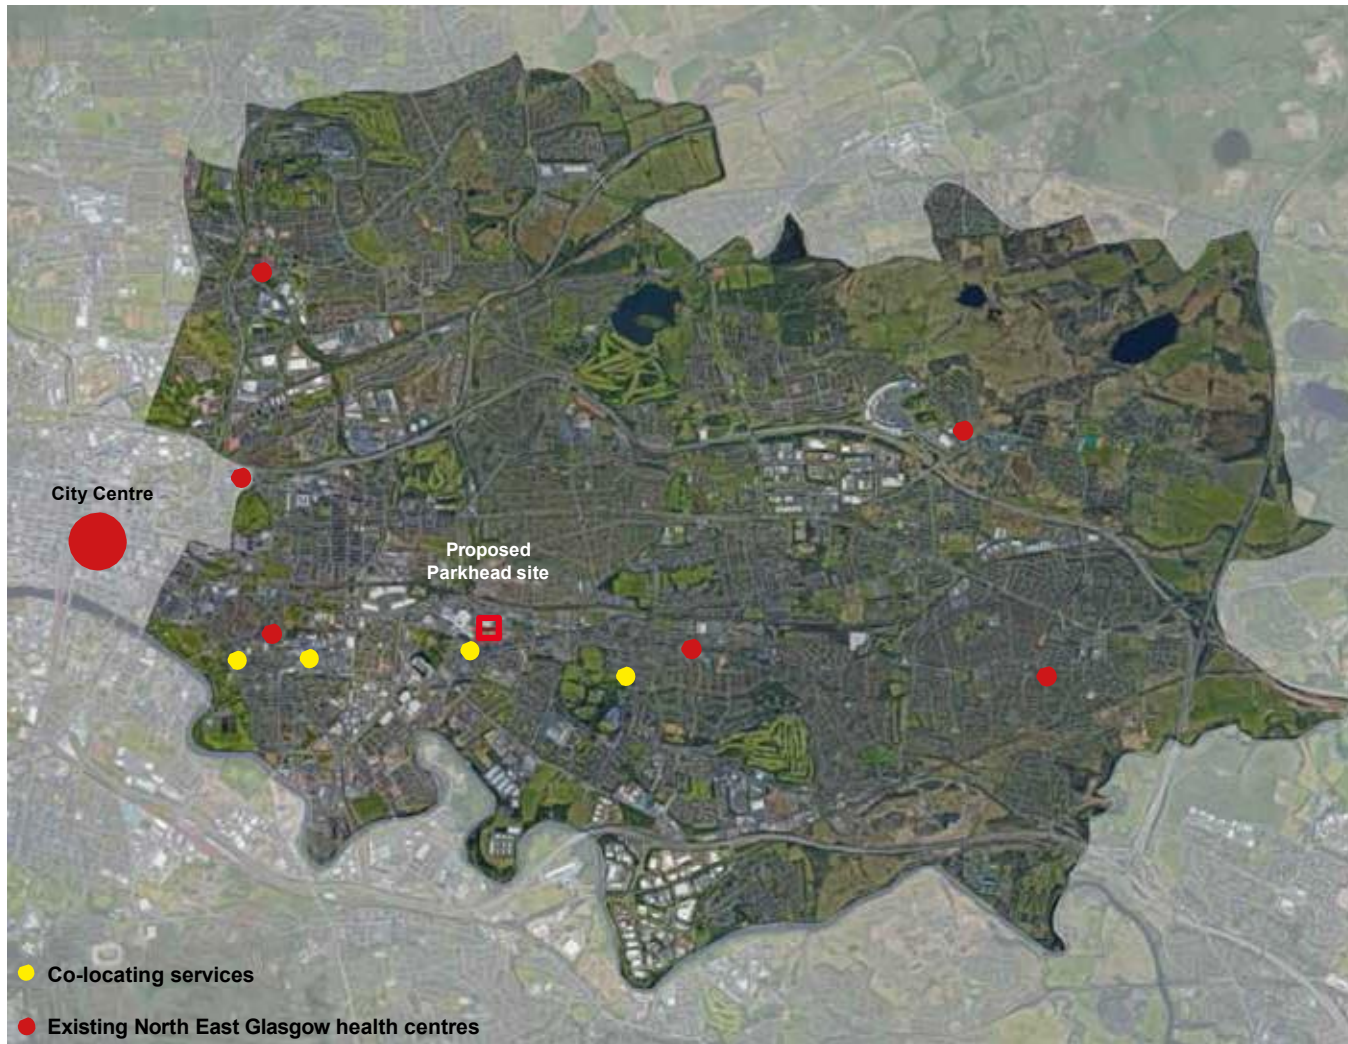 City Centre
Proposed
Parkhead site
Co-locating services
Existing North East Glasgow health centres